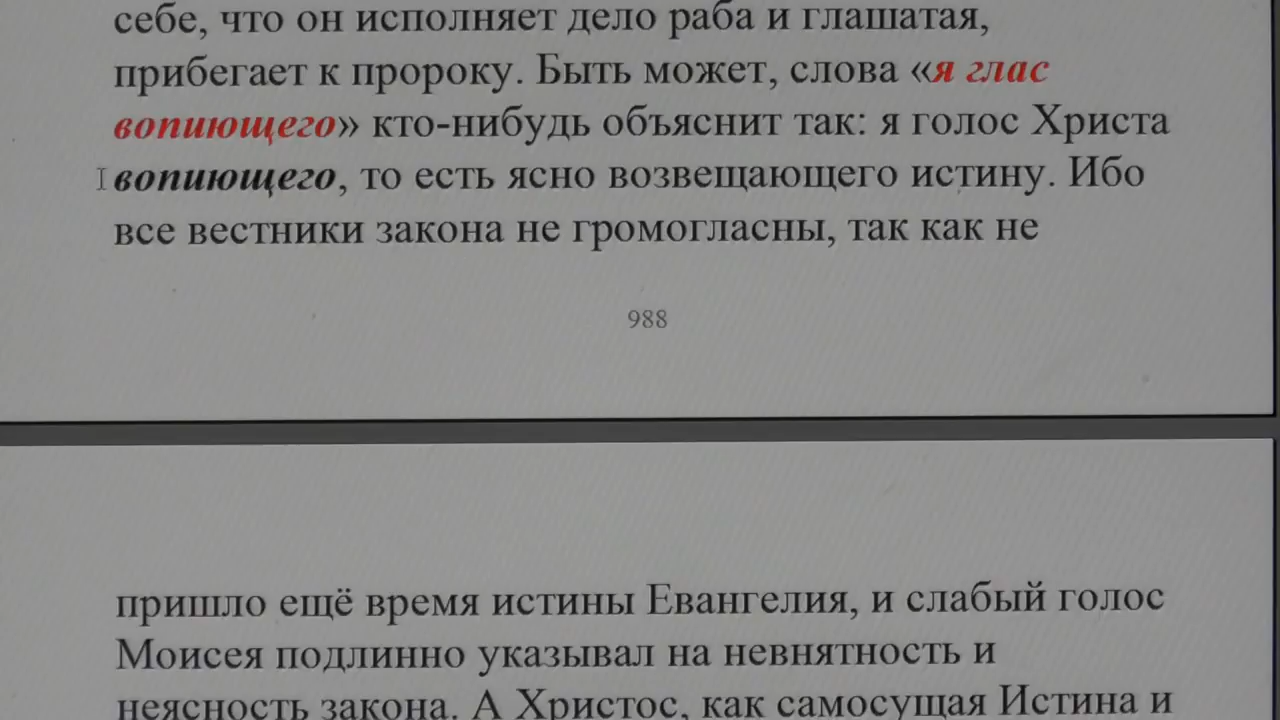 себе, что он исполняет дело раба и глашатая,
прибегает к пророку. Быть может, слова «я глас
вопиющего» кто-нибудь объяснит так: я голос Христа
вопиющего, то есть ясно возвещающего истину. Ибо
все вестники закона не громогласны, так как не
988
пришло ещё время истины Евангелия, и слабый голос
Моисея подлинно указывал на невнятность и
неясность закона. А Христос, как самосущая Истина и